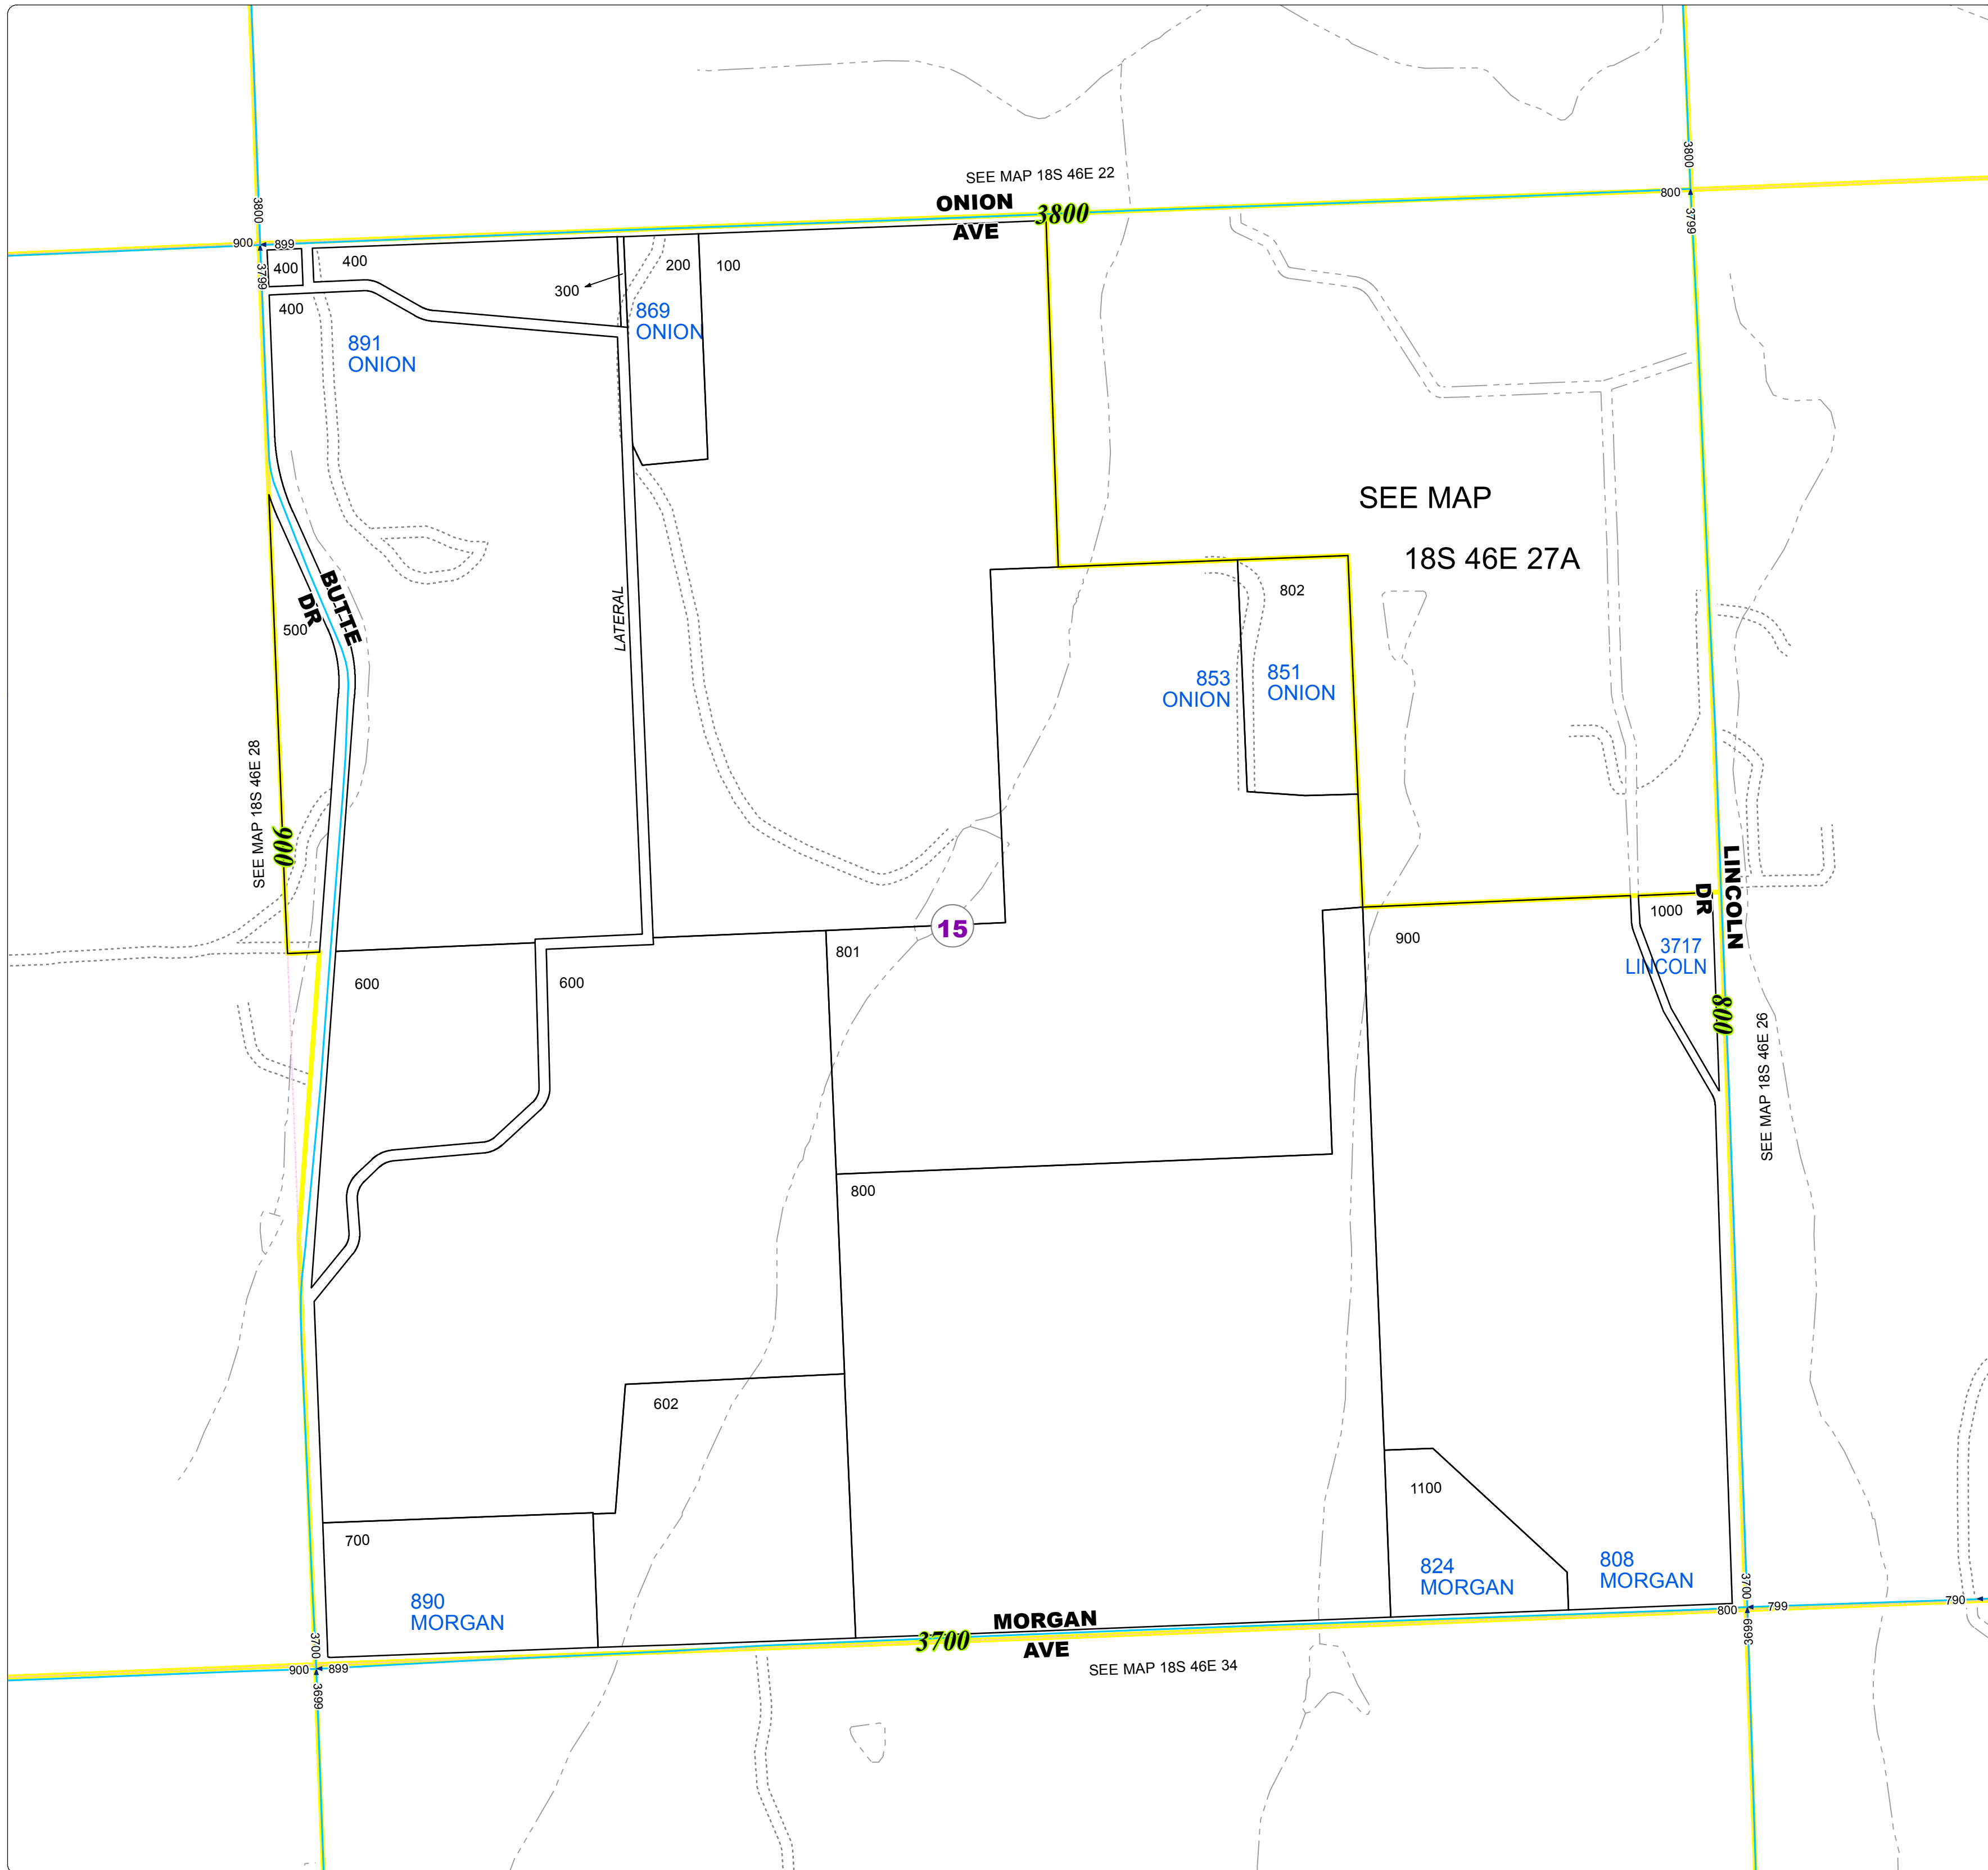 3800
3800
SEE MAP 18S 46E 22
800
ONION
3800
AVE
3799
900
899
3799
400
400
200
100
300
400
869
ONION
891
ONION
SEE MAP
18S 46E 27A
BUTTE
DR
500
LATERAL
802
853
ONION
851
ONION
SEE MAP 18S 46E 28
900
LINCOLN
DR
15
1000
900
801
3717
LINCOLN
600
600
800
SEE MAP 18S 46E 26
800
602
1100
700
824
MORGAN
808
MORGAN
890
MORGAN
3700
800
799
790
3699
MORGAN
3700
AVE
3700
900
899
3699
SEE MAP 18S 46E 34